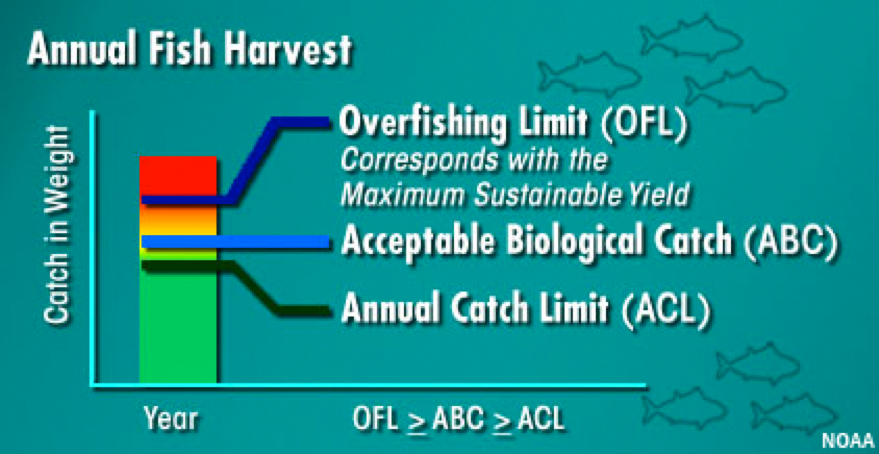 Annual Fish Harvest
Catch in Weight
Overfishing Limit (OFL)
Corresponds with the
Maximum Sustainable Yield
Acceptable Biological Catch (ABC)
Annual Catch Limit (ACL)
Year
OFL ≥ ABC ≥ ACL
NOAA